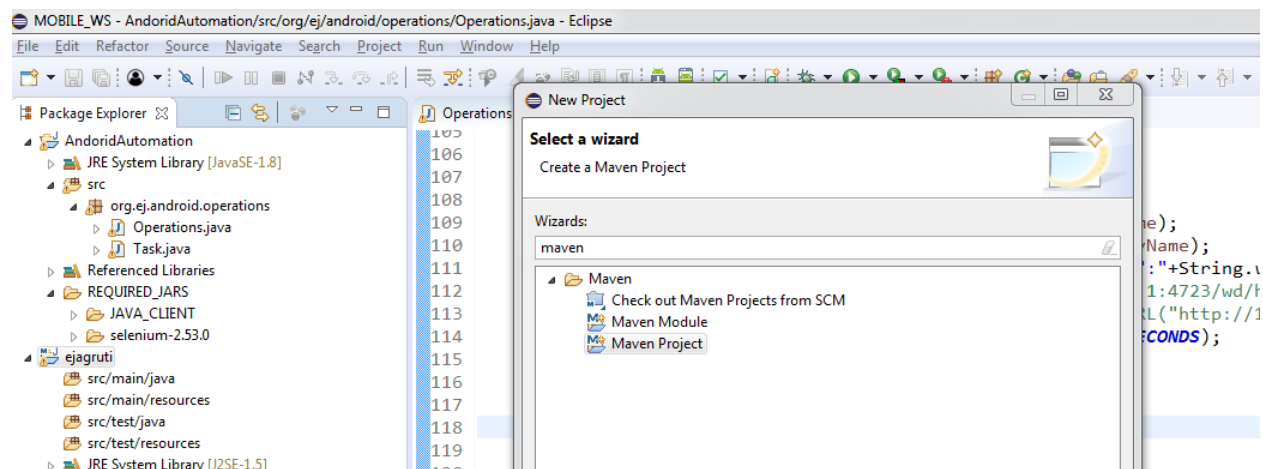 MOBILE_WS - AndoridAutomation/src/org/ej/android/operations/Operations.java - Eclipse
File Edit Refactor Source Navigate Search Project Run Window Help
Package Explorer
AndoridAutomation
JRE System Library [JavaSE-1.8]
src
org.ej.android.operations
Operations.java
Task.java
Referenced Libraries
REQUIRED_JARS
JAVA_CLIENT
selenium-2.53.0
ejagruti
src/main/java
src/main/resources
src/test/java
src/test/resources
JRE System Library [J2SE-1.5]
Operations
105
106
107
108
109
110
111
112
113
114
115
116
117
118
119
New Project
Select a wizard
Create a Maven Project
Wizards:
maven
Maven
Check out Maven Projects from SCM
Maven Module
Maven Project
);
Name);
":"+String.
1:4723/wd/
RL("http://1
ECONDS);